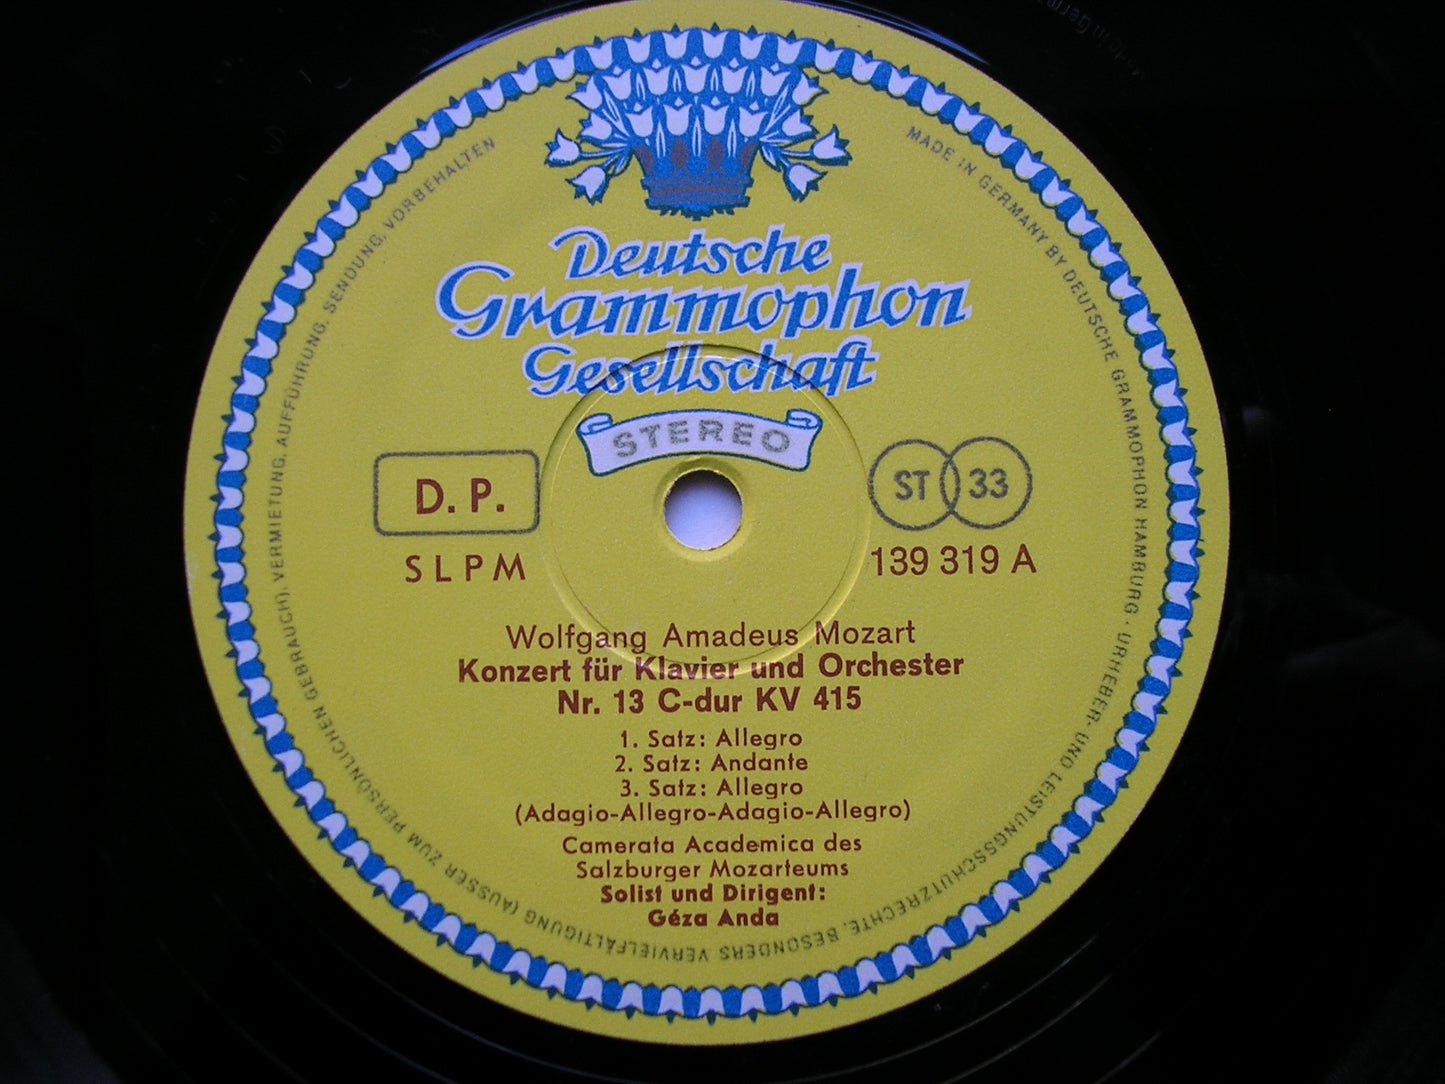 Deutsche
Grammophon
Gesellschaft
STEREO
D. P.
ST 33
SLPM
139 319 A
Wolfgang Amadeus Mozart
Konzert für Klavier und Orchester
Nr. 13 C-dur KV 415
1. Satz: Allegro
2. Satz: Andante
3. Satz: Allegro
(Adagio-Allegro-Adagio-Allegro)
Camerata Academica des
Salzburger Mozarteums
Solist und Dirigent:
Géza Anda
MADE IN GERMANY BY DEUTSCHE GRAMMOPHON HAMBURG · URHEBER- UND LEISTUNGSSCHUTZRECHTE, BESONDERS VERVIELFÄLTIGUNG (AUSSER ZUM PERSÖNLICHEN GEBRAUCH), VERMIETUNG, AUFFÜHRUNG, SENDUNG, VORBEHALTEN